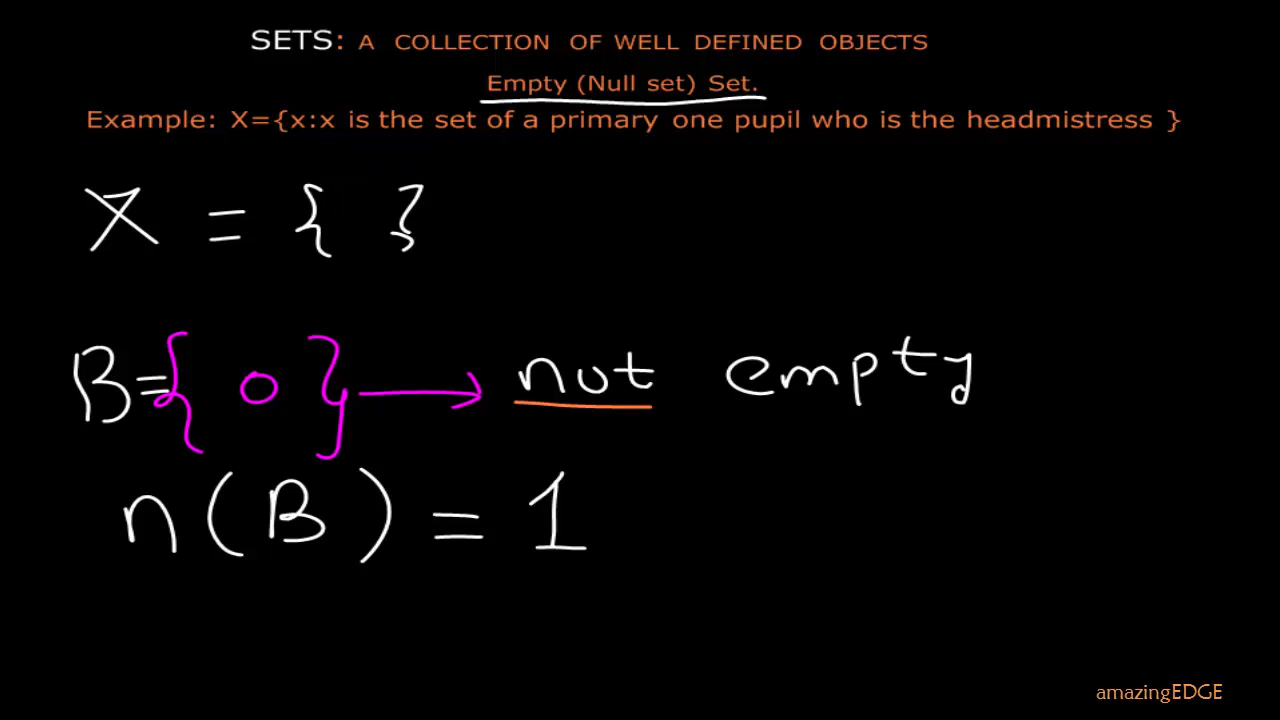 SETS: A COLLECTION OF WELL DEFINED OBJECTS
Empty (Null set) Set.
Example: X={x:x is the set of a primary one pupil who is the headmistress }
X = { }
B={ 0 } → not empty
n(B) = 1
amazingEDGE